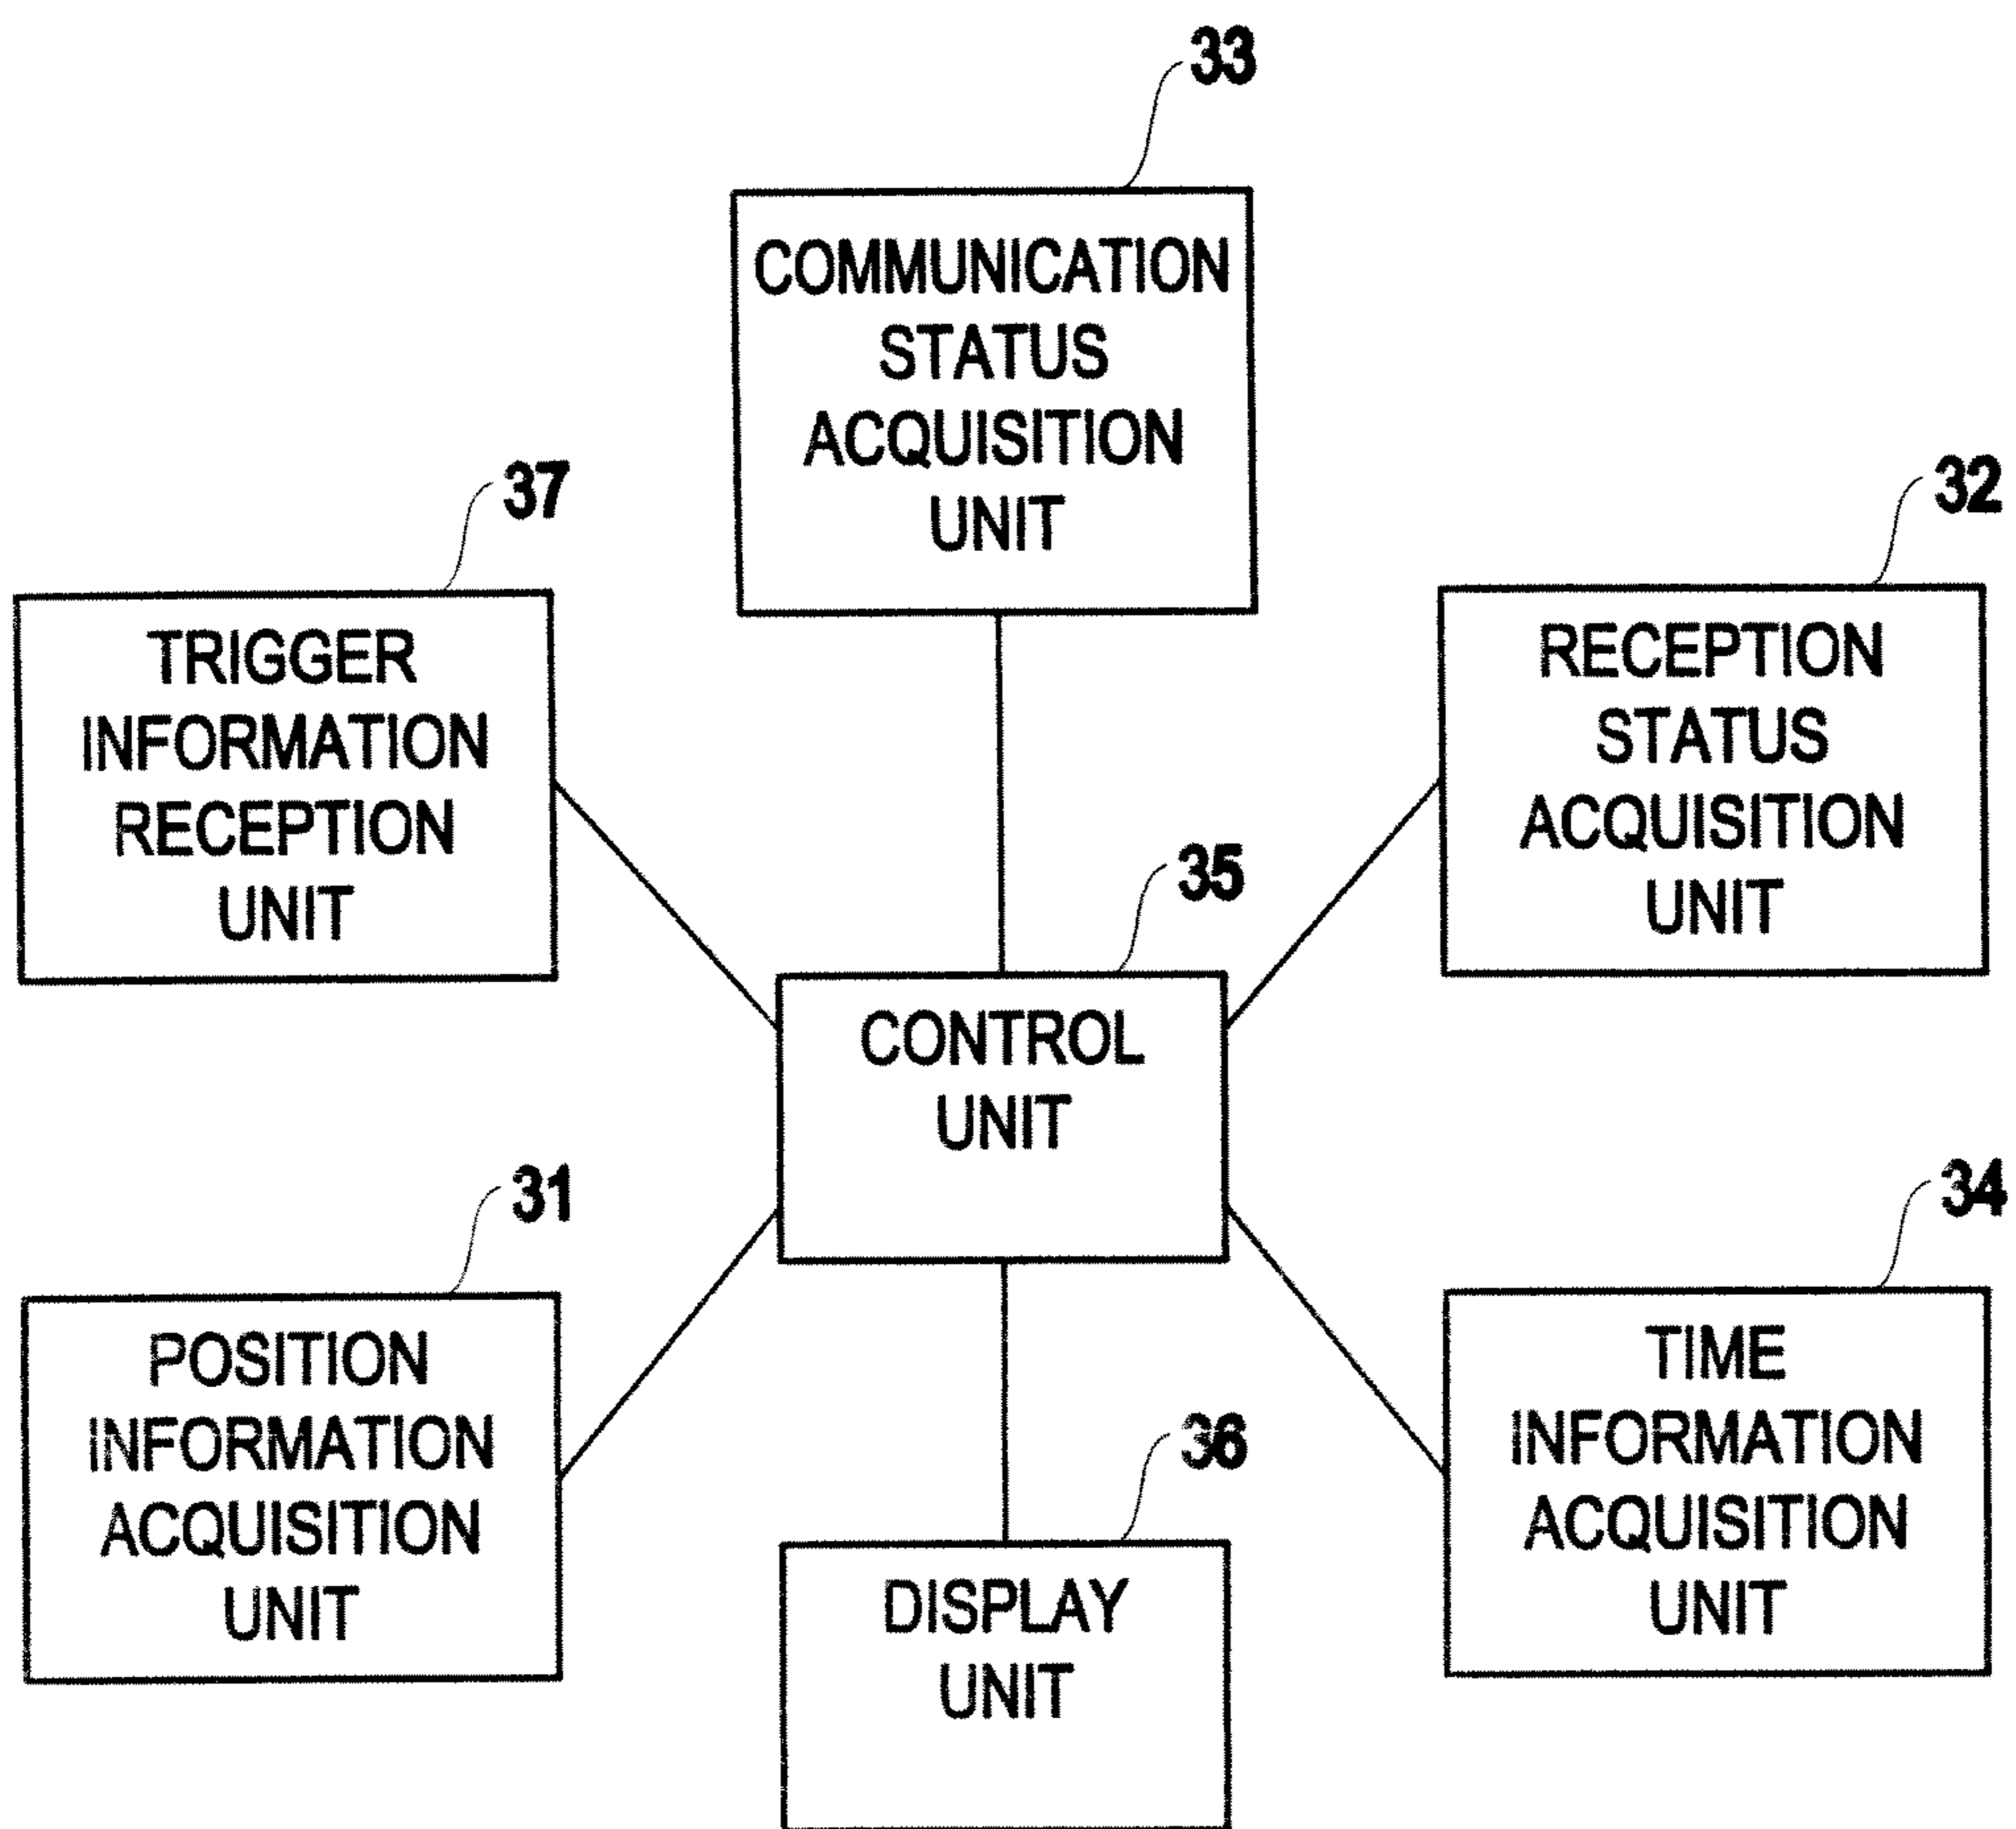 33
COMMUNICATION
STATUS
ACQUISITION
UNIT
37
TRIGGER
INFORMATION
RECEPTION
UNIT
32
RECEPTION
STATUS
ACQUISITION
UNIT
35
CONTROL
UNIT
31
POSITION
INFORMATION
ACQUISITION
UNIT
36
DISPLAY
UNIT
34
TIME
INFORMATION
ACQUISITION
UNIT